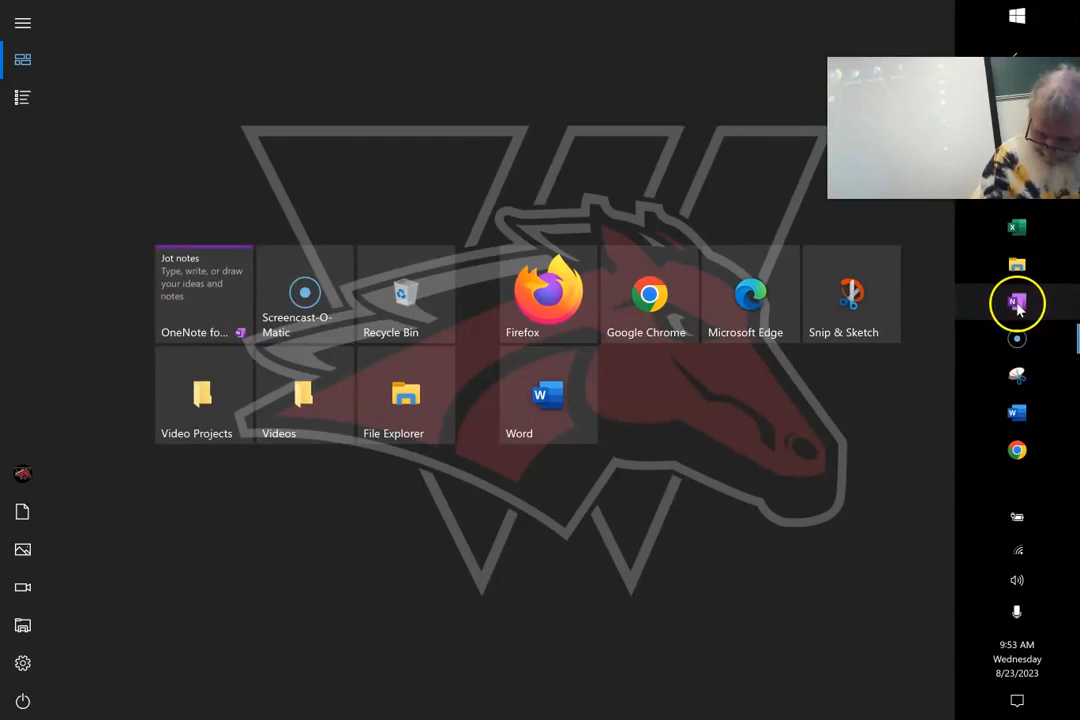 Jot notes
Type, write, or draw
your ideas and
notes
OneNote fo...
Screencast-O-
Matic
Recycle Bin
Firefox
Google Chrome
Microsoft Edge
Snip & Sketch
Video Projects
Videos
File Explorer
W
Word
X
N
W
9:53 AM
Wednesday
8/23/2023